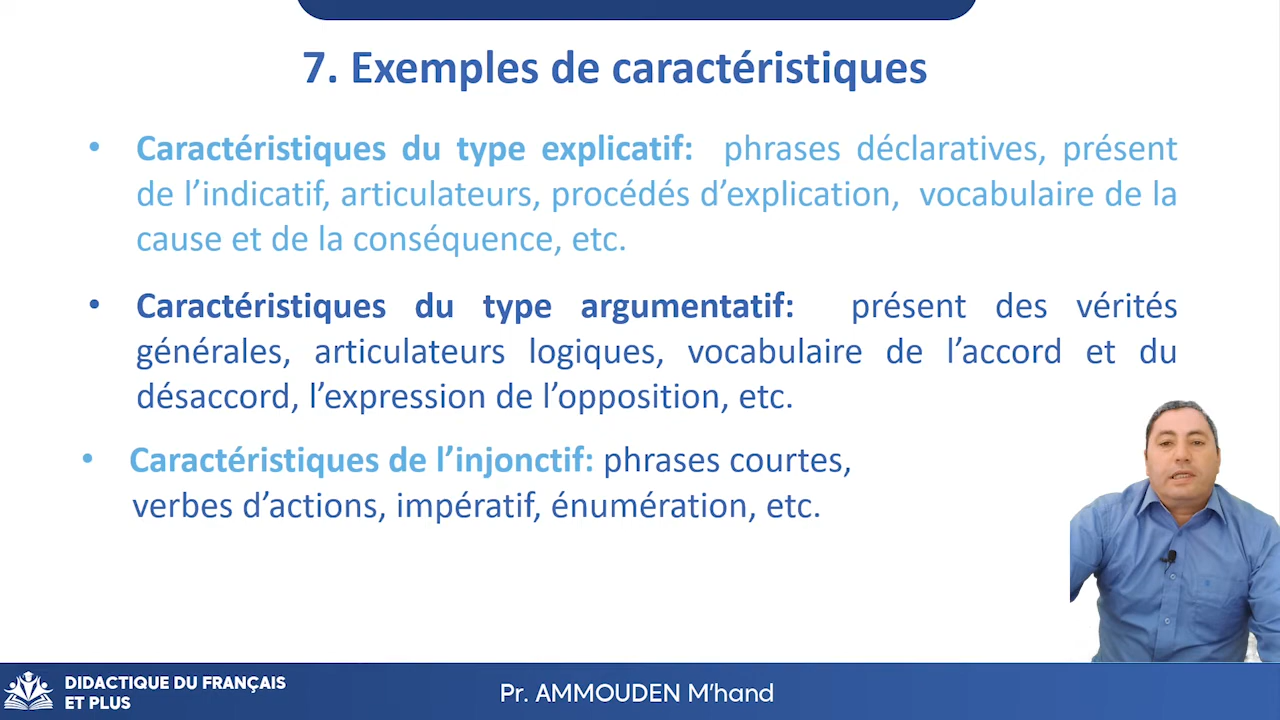 7. Exemples de caractéristiques
• Caractéristiques du type explicatif: phrases déclaratives, présent
de l’indicatif, articulateurs, procédés d’explication, vocabulaire de la
cause et de la conséquence, etc.
• Caractéristiques du type argumentatif: présent des vérités
générales, articulateurs logiques, vocabulaire de l’accord et du
désaccord, l’expression de l’opposition, etc.
• Caractéristiques de l’injonctif: phrases courtes,
verbes d’actions, impératif, énumération, etc.
DIDACTIQUE DU FRANÇAIS
ET PLUS
Pr. AMMOUDEN M’hand